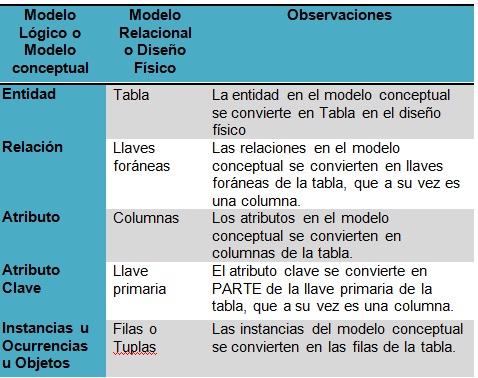 Modelo Lógico o Modelo conceptual
Modelo Relacional o Diseño Físico
Observaciones
Entidad
Tabla
La entidad en el modelo conceptual
se convierte en Tabla en el diseño
físico
Relación
Llaves
foráneas
Las relaciones en el modelo
conceptual se convierten en llaves
foráneas de la tabla, que a su vez es
una columna.
Atributo
Columnas
Los atributos en el modelo
conceptual se convierten en
columnas de la tabla.
Atributo
Clave
Llave
primaria
El atributo clave se convierte en
PARTE de la llave primaria de la
tabla, que a su vez es una columna.
Instancias u
Ocurrencias
u Objetos
Filas o
Tuplas
Las instancias del modelo conceptual
se convierten en las filas de la tabla.